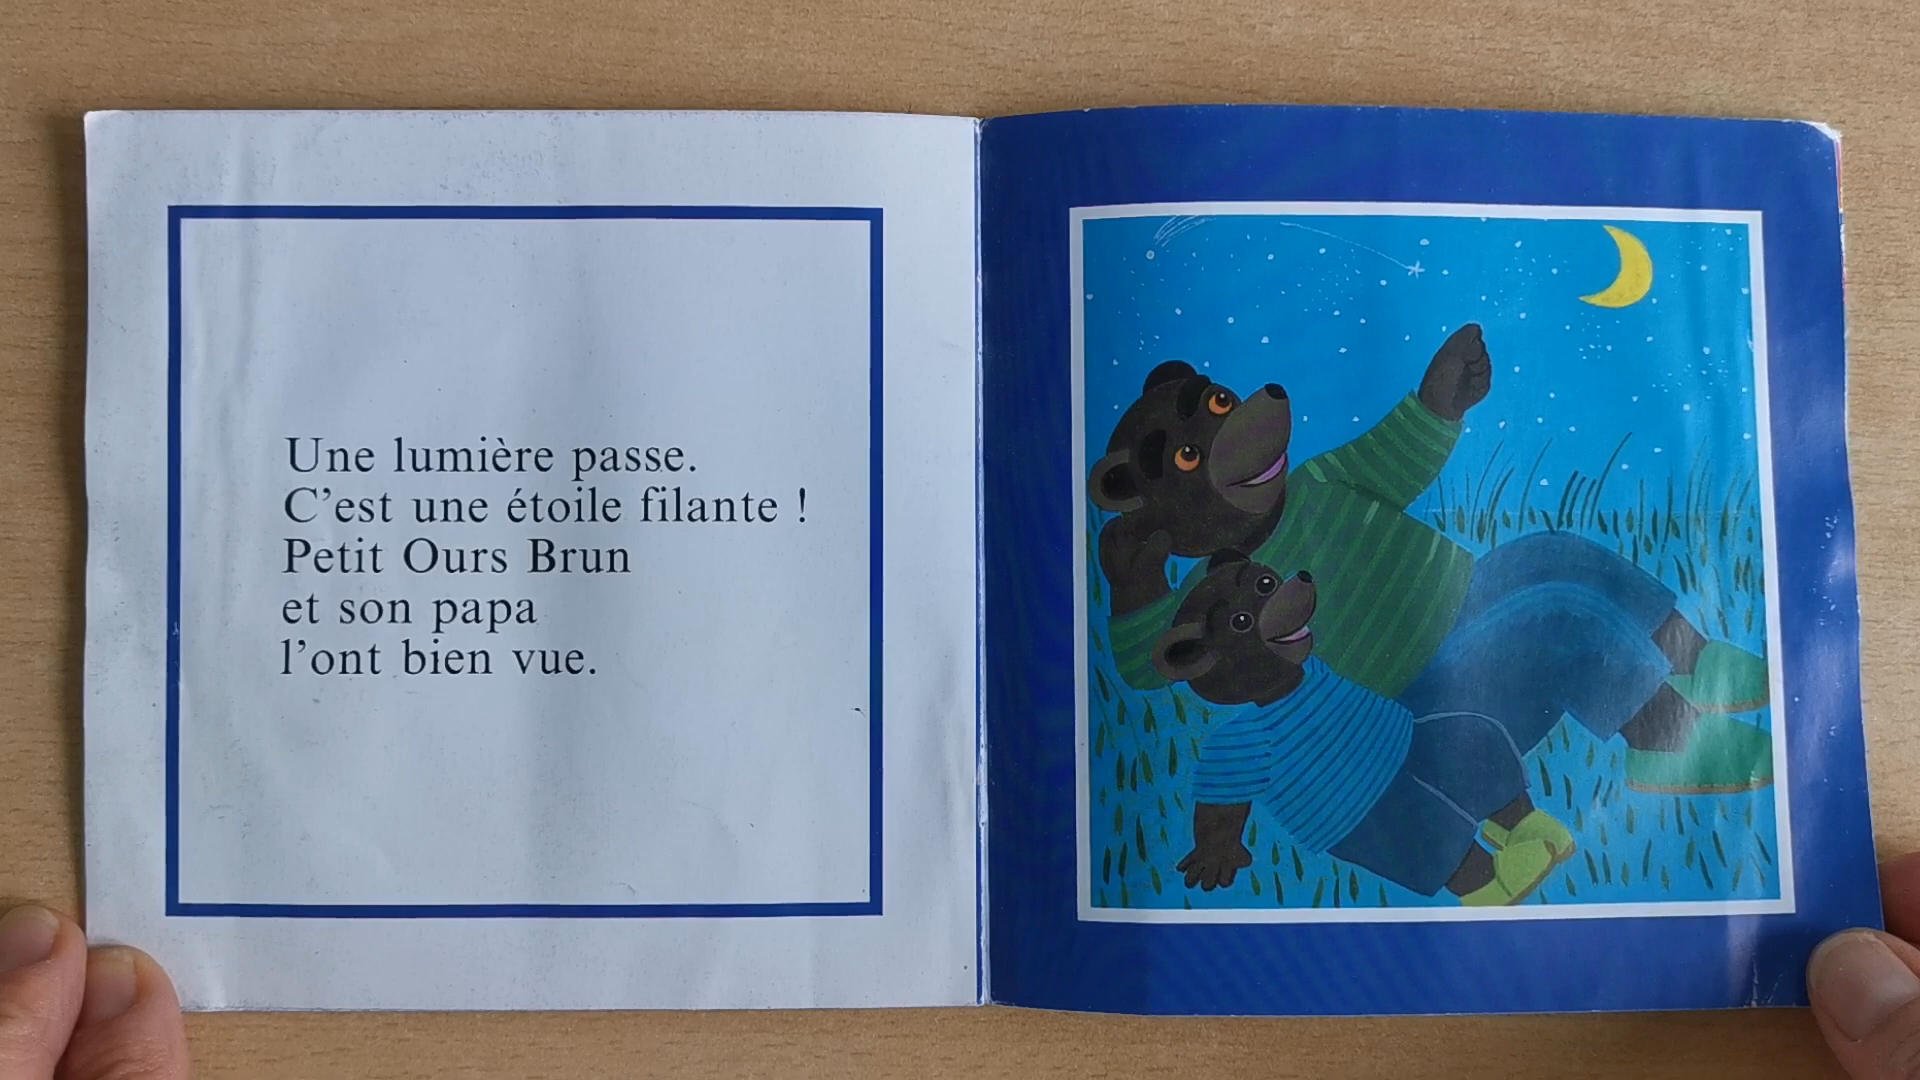 Une lumière passe.
C’est une étoile filante !
Petit Ours Brun
et son papa
l’ont bien vue.